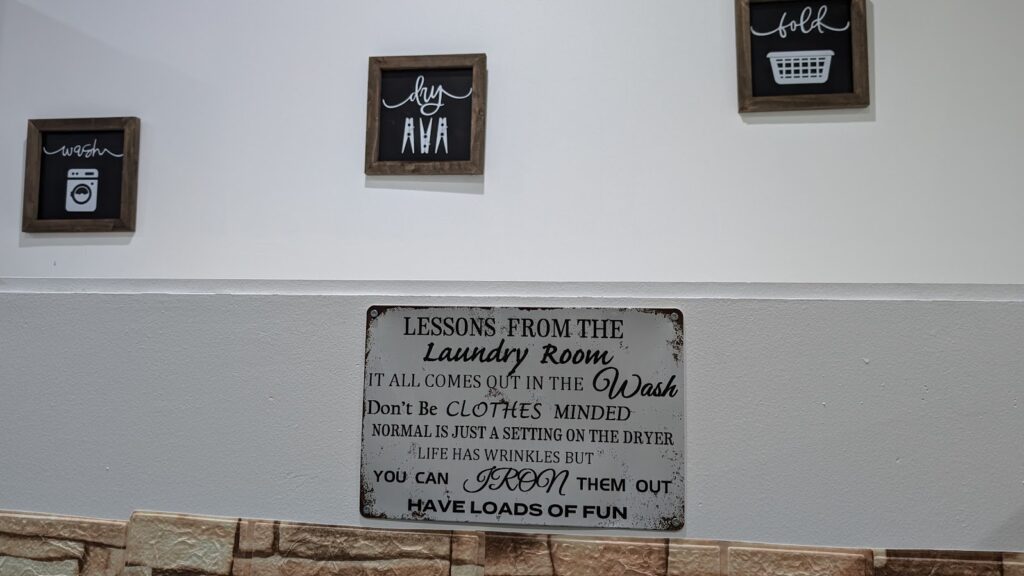 fold
dry
wash
LESSONS FROM THE
Laundry Room
IT ALL COMES OUT IN THE Wash
Don't Be CLOTHES MINDED
NORMAL IS JUST A SETTING ON THE DRYER
LIFE HAS WRINKLES BUT
YOU CAN IRON THEM OUT
HAVE LOADS OF FUN